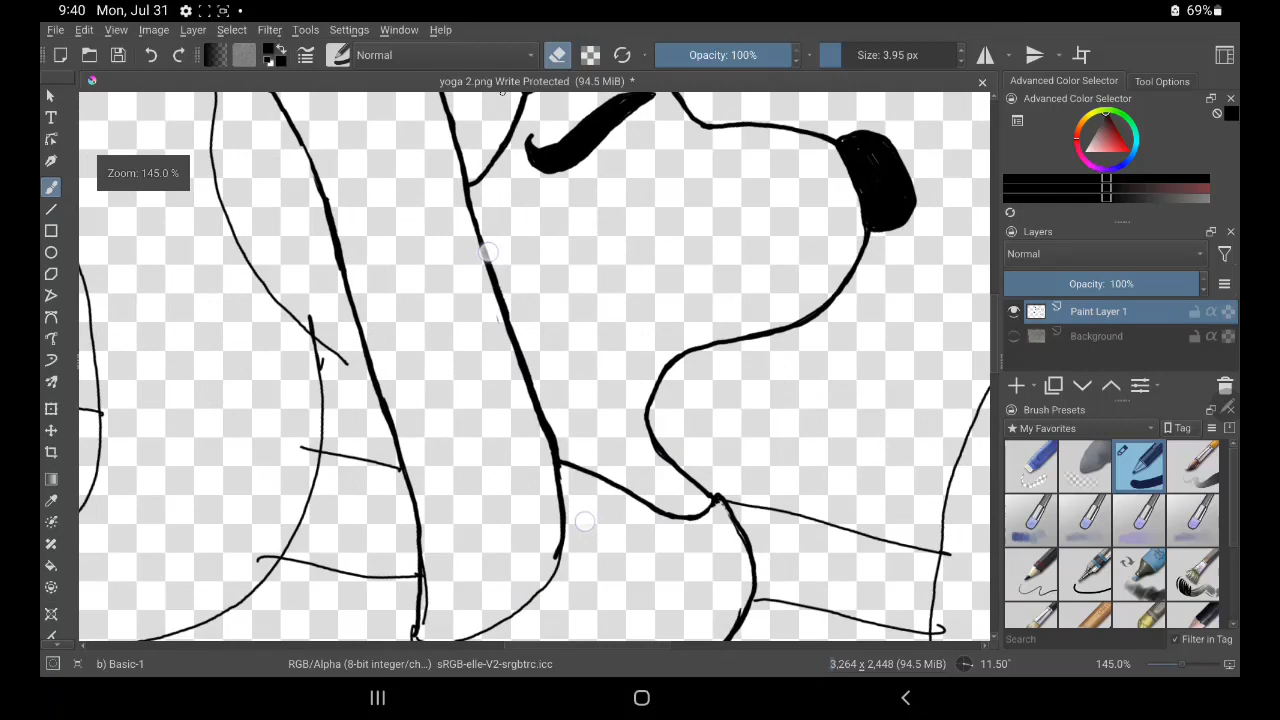 9:40 Mon, Jul 31
69%
File Edit View Image Layer Select Filter Tools Settings Window Help
Normal
Opacity: 100%
Size: 3.95 px
yoga 2.png Write Protected (94.5 MiB) *
Advanced Color Selector
Tool Options
Advanced Color Selector
Zoom: 145.0 %
Layers
Normal
Opacity: 100%
Paint Layer 1
Background
Brush Presets
★ My Favorites
Tag
Search
Filter in Tag
b) Basic-1
RGB/Alpha (8-bit integer/ch...) sRGB-elle-V2-srgbtrc.icc
3,264 x 2,448 (94.5 MiB)
11.50°
145.0%